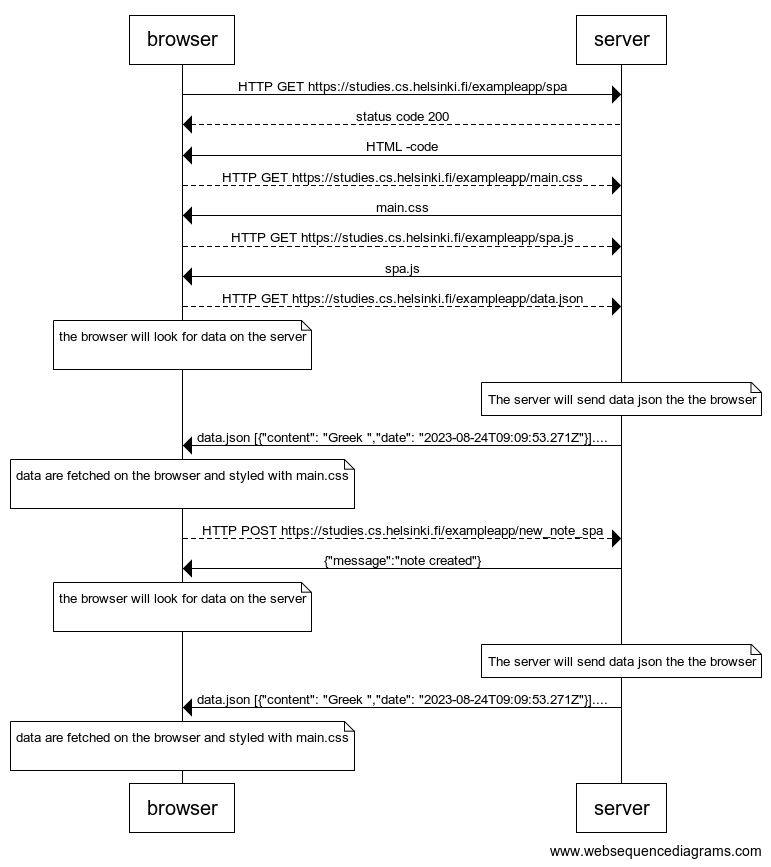 browser
server
HTTP GET https://studies.cs.helsinki.fi/exampleapp/spa
status code 200
HTML -code
HTTP GET https://studies.cs.helsinki.fi/exampleapp/main.css
main.css
HTTP GET https://studies.cs.helsinki.fi/exampleapp/spa.js
spa.js
HTTP GET https://studies.cs.helsinki.fi/exampleapp/data.json
the browser will look for data on the server
The server will send data json the the browser
data.json [{"content": "Greek ","date": "2023-08-24T09:09:53.271Z"}]....
data are fetched on the browser and styled with main.css
HTTP POST https://studies.cs.helsinki.fi/exampleapp/new_note_spa
{"message":"note created"}
the browser will look for data on the server
The server will send data json the the browser
data.json [{"content": "Greek ","date": "2023-08-24T09:09:53.271Z"}]....
data are fetched on the browser and styled with main.css
browser
server
www.websequencediagrams.com